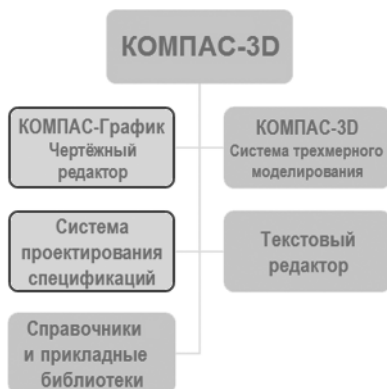 КОМПАС-3D
КОМПАС-График
Чертёжный
редактор
КОМПАС-3D
Система трехмерного
моделирования
Система
проектирования
спецификаций
Текстовый
редактор
Справочники
и прикладные
библиотеки